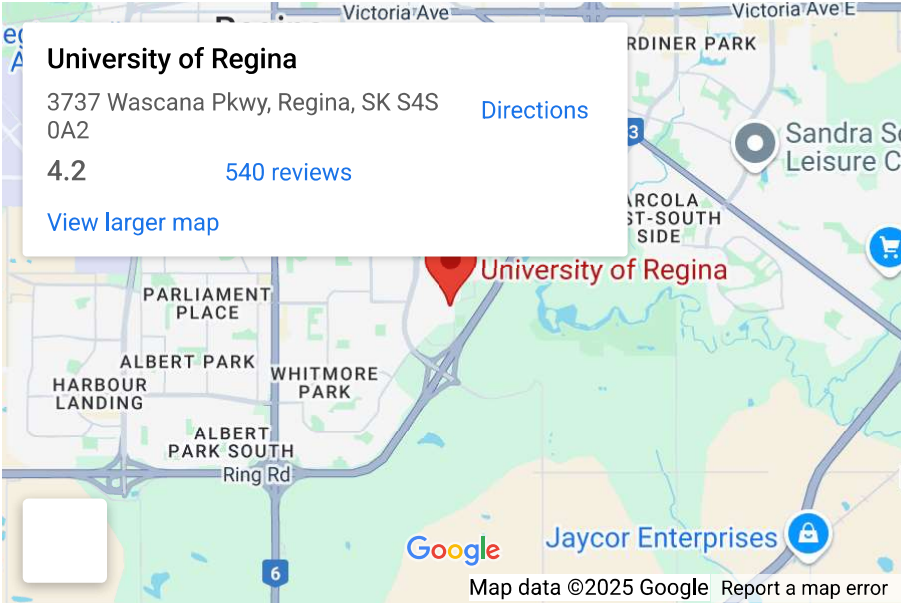 Victoria Ave
Victoria Ave E
Regina
University of Regina
3737 Wascana Pkwy, Regina, SK S4S
0A2
Directions
4.2
540 reviews
View larger map
RDINER PARK
3
Sandra Sc
Leisure C
ARCOLA
ST-SOUTH
SIDE
University of Regina
PARLIAMENT
PLACE
ALBERT PARK
WHITMORE
PARK
HARBOUR
LANDING
ALBERT
PARK SOUTH
Ring Rd
6
Google
Jaycor Enterprises
Map data ©2025 Google
Report a map error